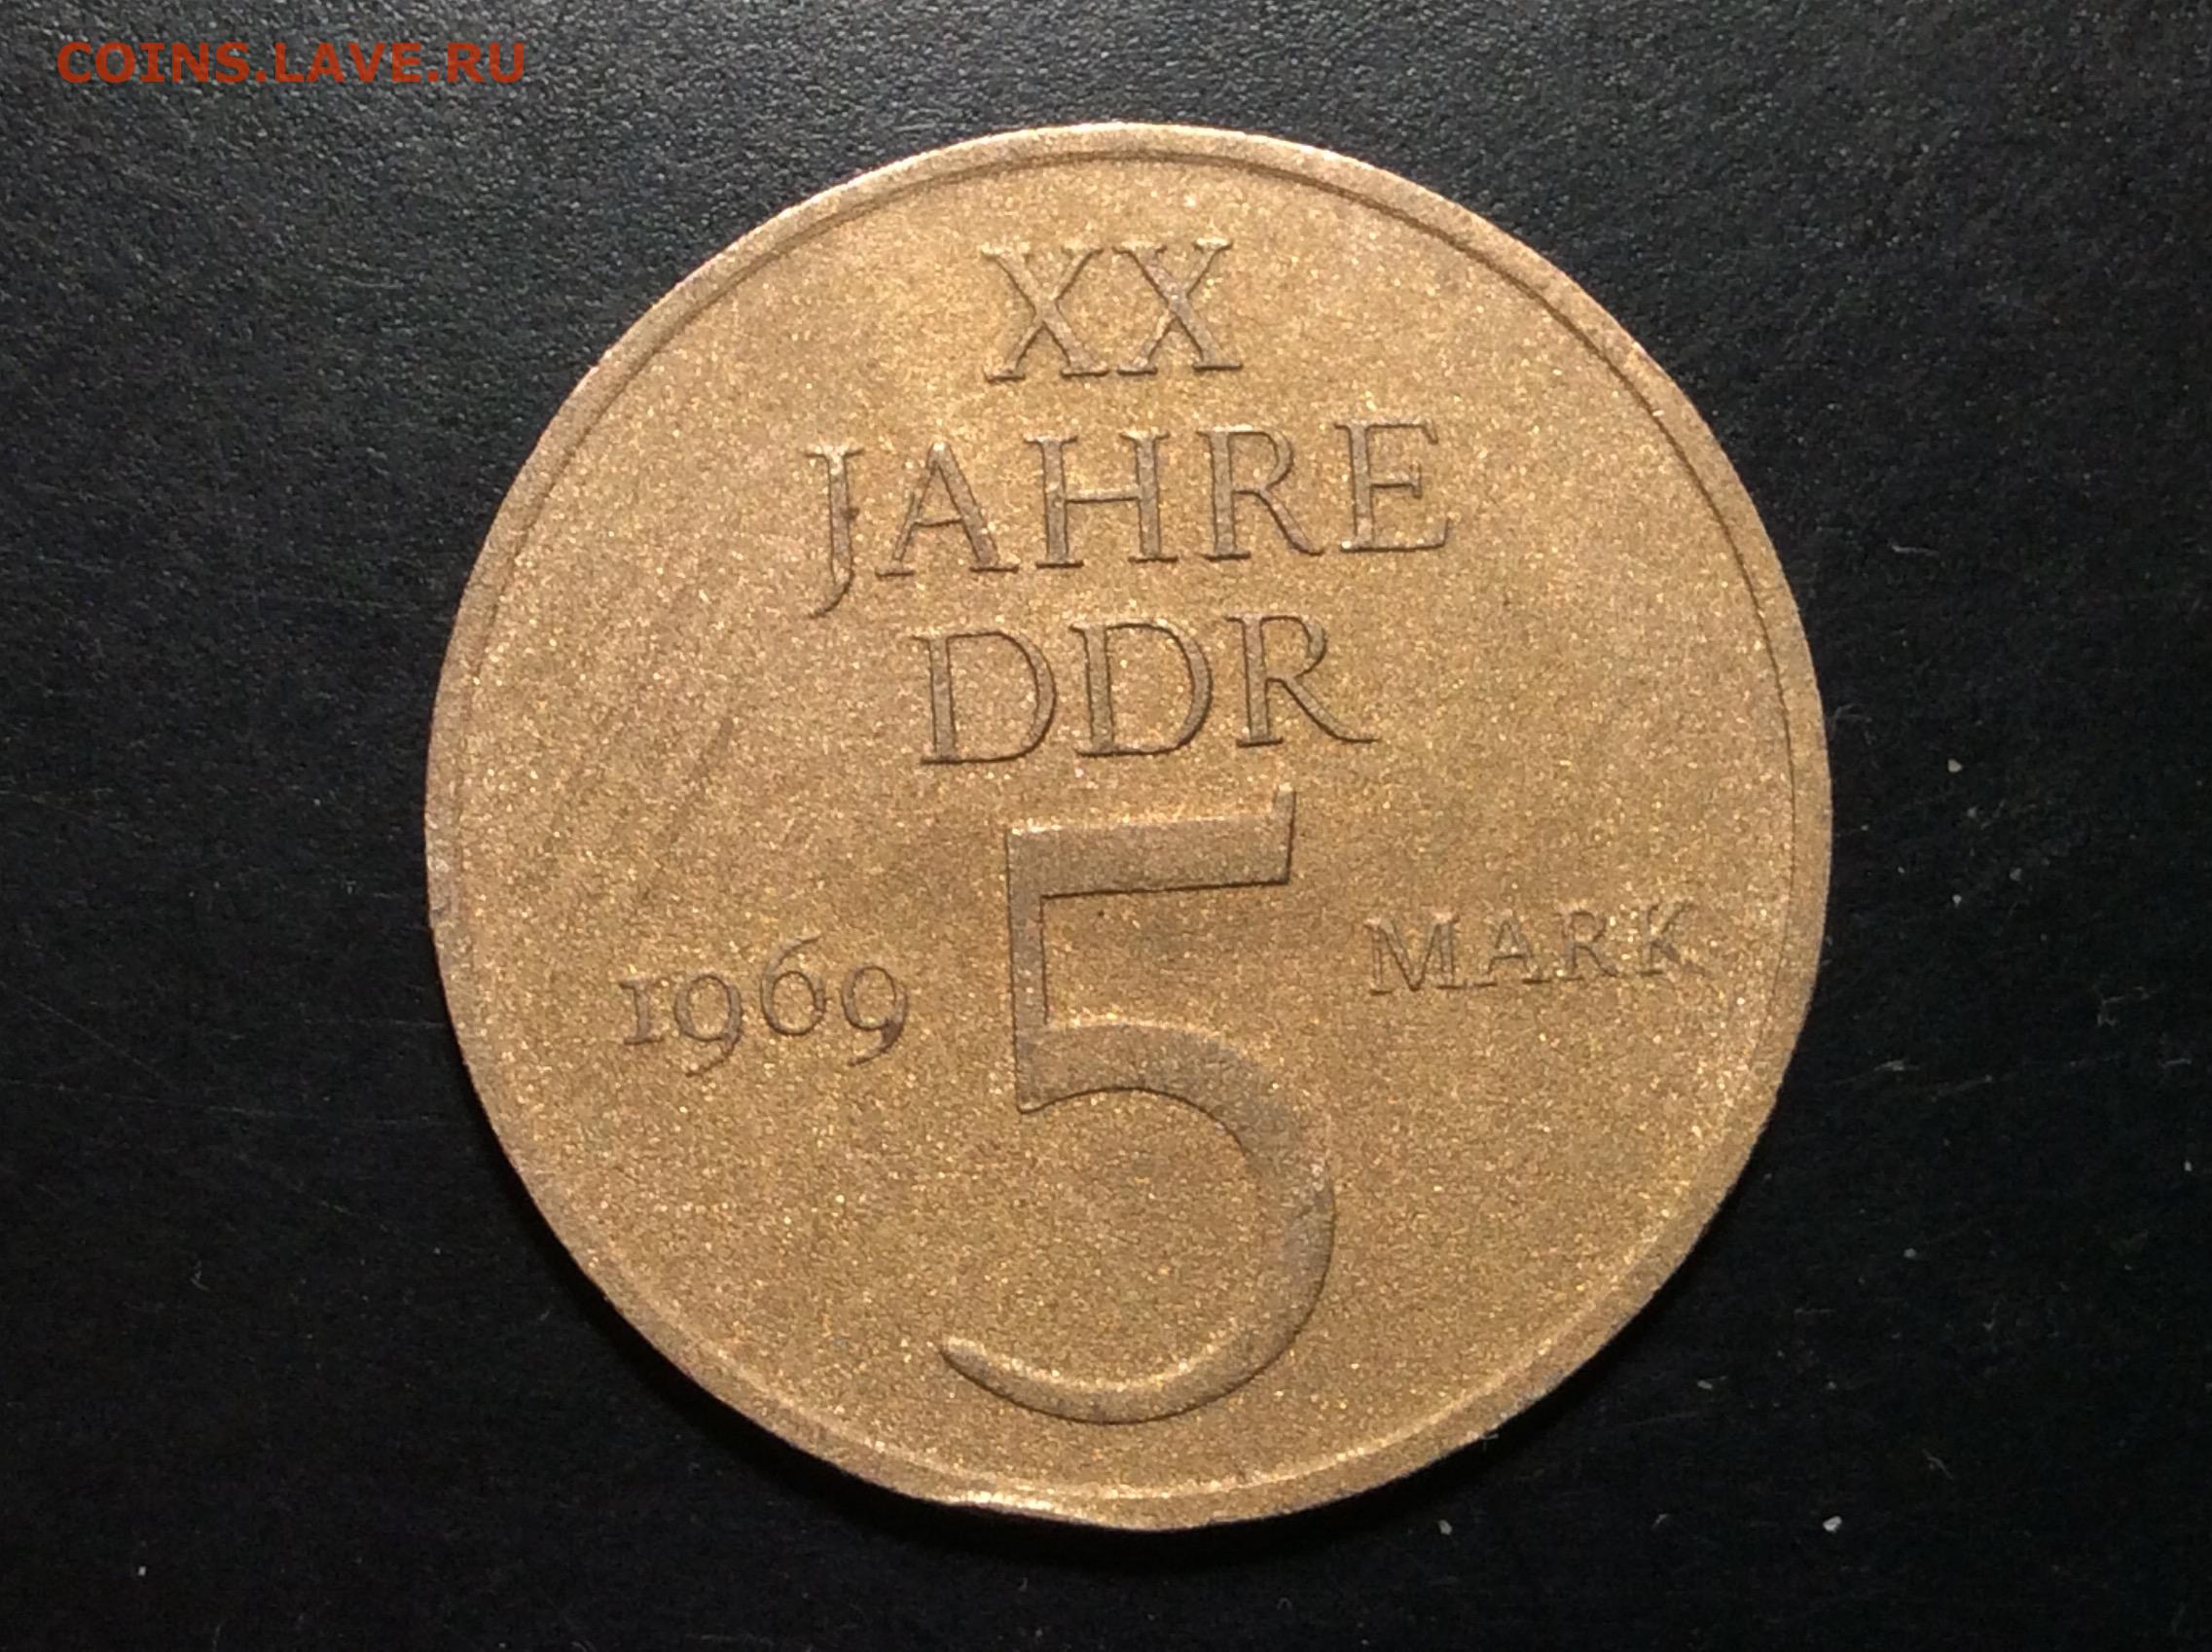 COINS.LAVE.RU
XX
JAHRE
DDR
1969 5 MARK